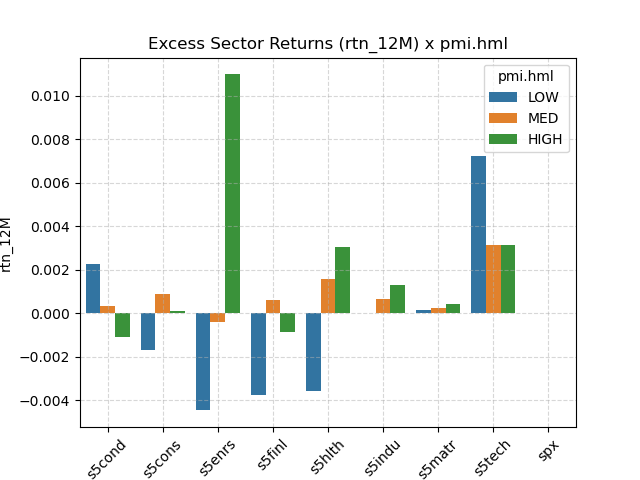 Excess Sector Returns (rtn_12M) x pmi.hml
pmi.hml
LOW
MED
HIGH
rtn_12M
0.010
0.008
0.006
0.004
0.002
0.000
−0.002
−0.004
s5cond
s5cons
s5enrs
s5finl
s5hlth
s5indu
s5matr
s5tech
spx